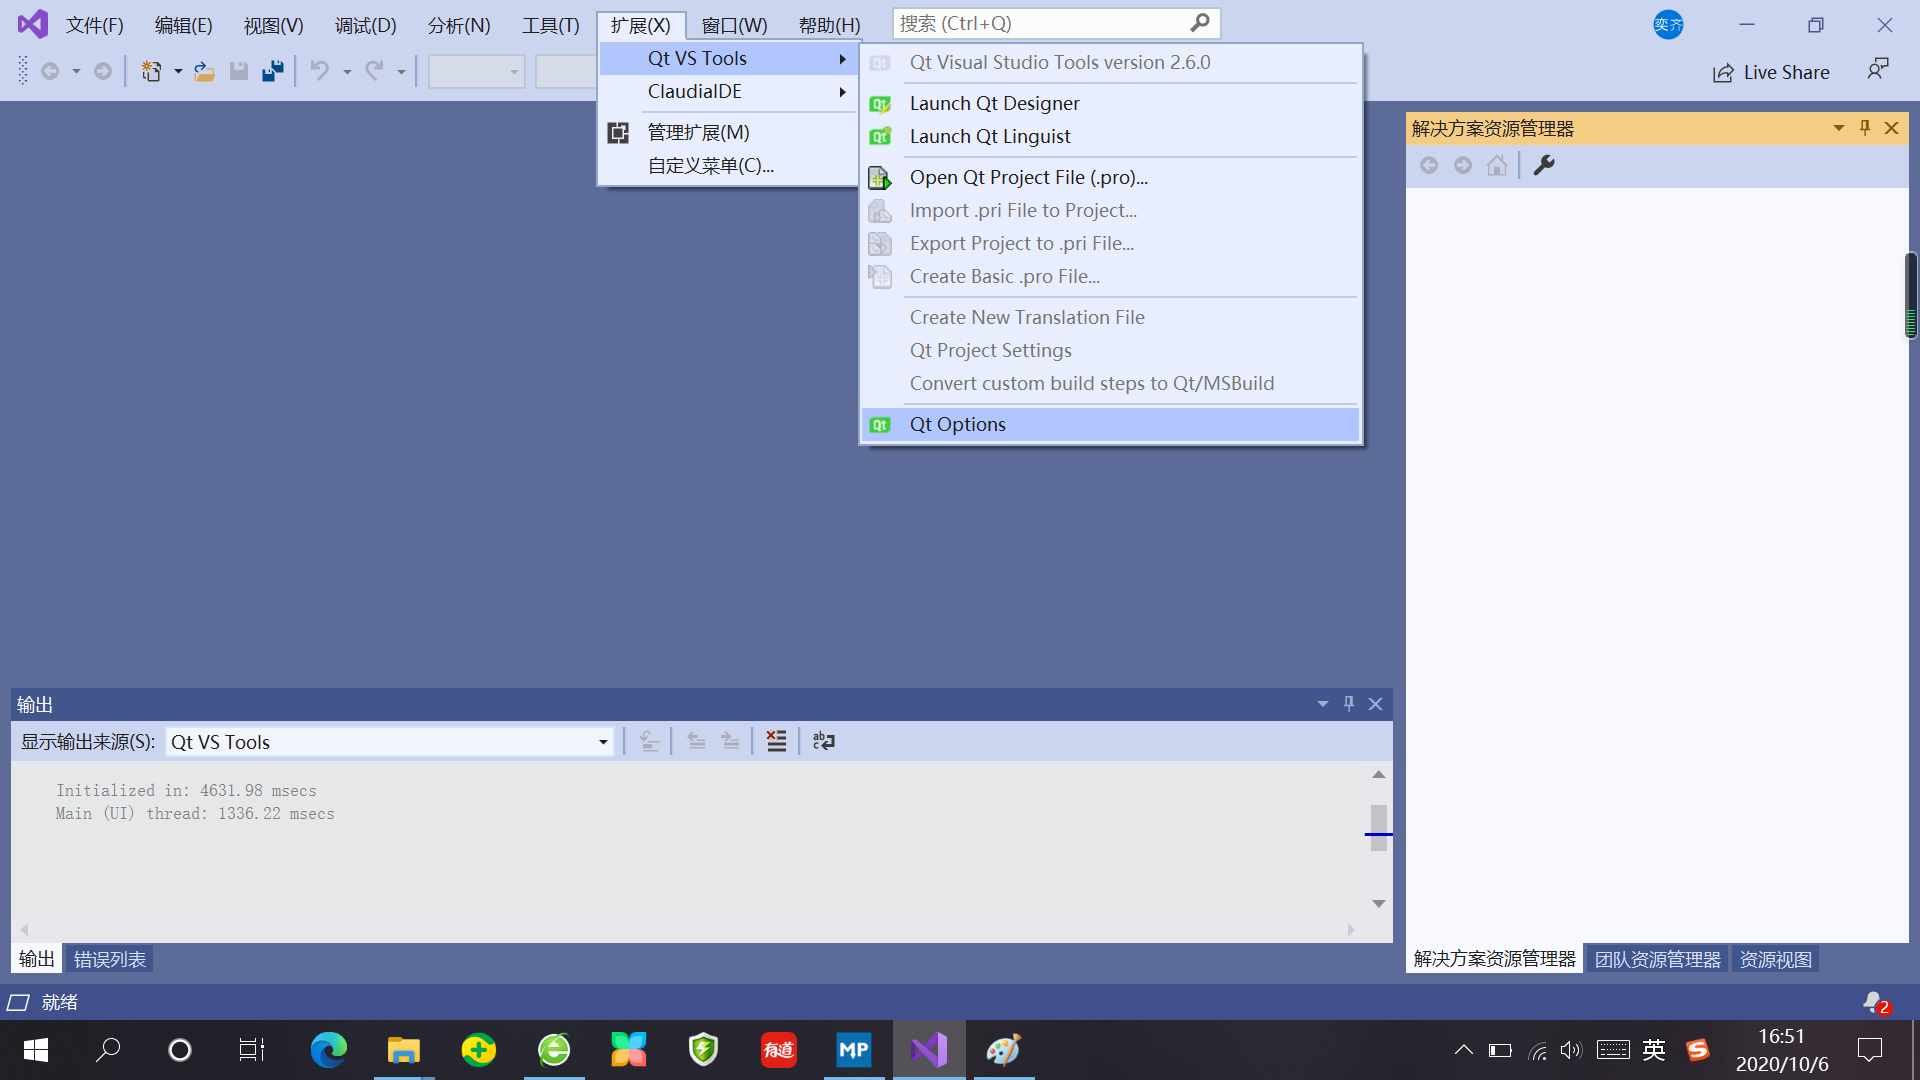 文件(F) 编辑(E) 视图(V) 调试(D) 分析(N) 工具(T) 扩展(X) 窗口(W) 帮助(H) 搜索 (Ctrl+Q) 奕齐
Live Share
Qt VS Tools
ClaudiaIDE
管理扩展(M)
自定义菜单(C)...
Qt Visual Studio Tools version 2.6.0
Launch Qt Designer
Launch Qt Linguist
Open Qt Project File (.pro)...
Import .pri File to Project...
Export Project to .pri File...
Create Basic .pro File...
Create New Translation File
Qt Project Settings
Convert custom build steps to Qt/MSBuild
Qt Options
解决方案资源管理器
输出
显示输出来源(S): Qt VS Tools
Initialized in: 4631.98 msecs
Main (UI) thread: 1336.22 msecs
输出 错误列表
解决方案资源管理器 团队资源管理器 资源视图
就绪
2
有道 MP 英 S
16:51
2020/10/6